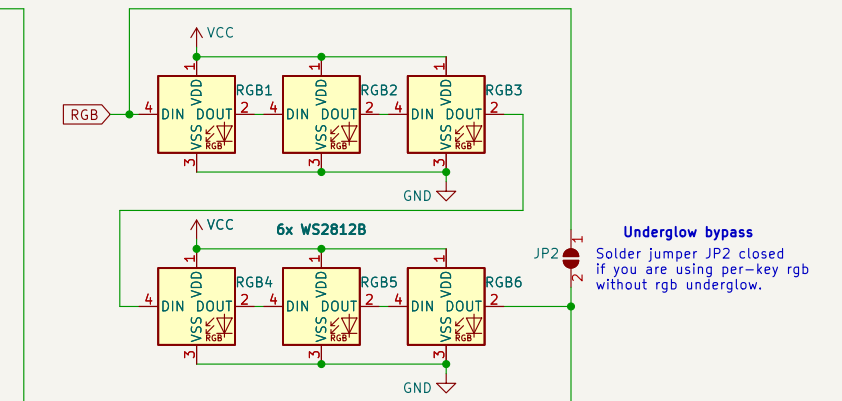 VCC
RGB1 RGB2 RGB3
1 1 1
VDD VDD VDD
RGB 4 DIN DOUT 2 4 DIN DOUT 2 4 DIN DOUT 2
VSS VSS VSS
RGB RGB RGB
3 3 3
GND
VCC
6x WS2812B
Underglow bypass
1
JP2 Solder jumper JP2 closed
if you are using per-key rgb
2
without rgb underglow.
RGB4 RGB5 RGB6
1 1 1
VDD VDD VDD
4 DIN DOUT 2 4 DIN DOUT 2 4 DIN DOUT 2
VSS VSS VSS
RGB RGB RGB
3 3 3
GND